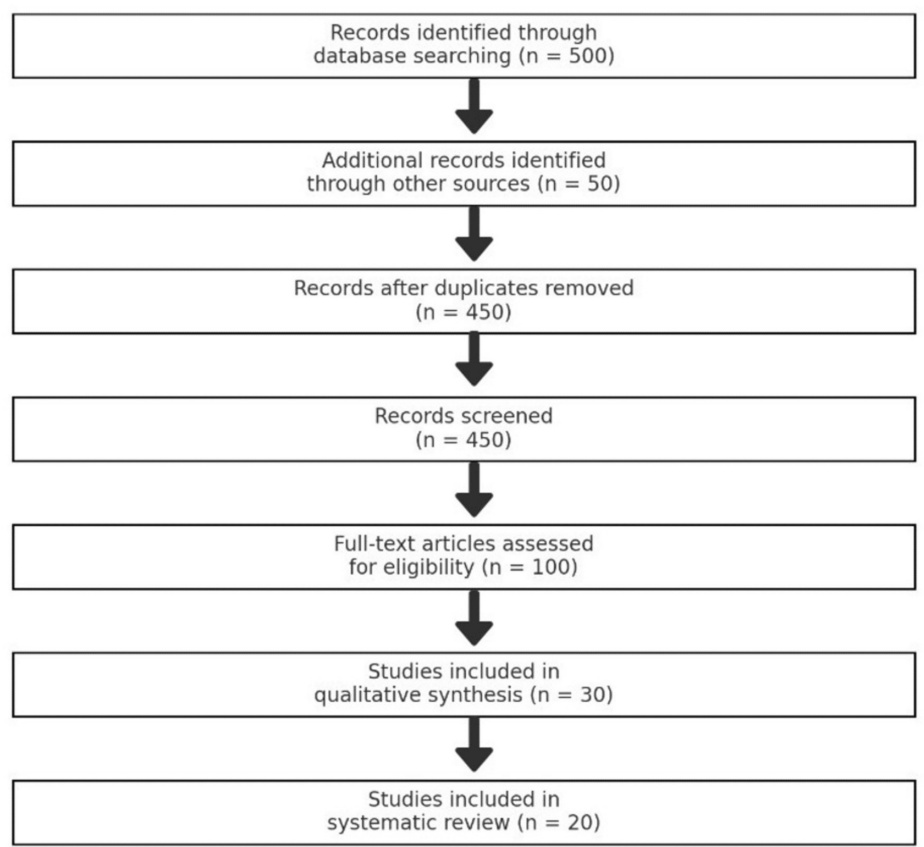 Records identified through
database searching (n = 500)
Additional records identified
through other sources (n = 50)
Records after duplicates removed
(n = 450)
Records screened
(n = 450)
Full-text articles assessed
for eligibility (n = 100)
Studies included in
qualitative synthesis (n = 30)
Studies included in
systematic review (n = 20)